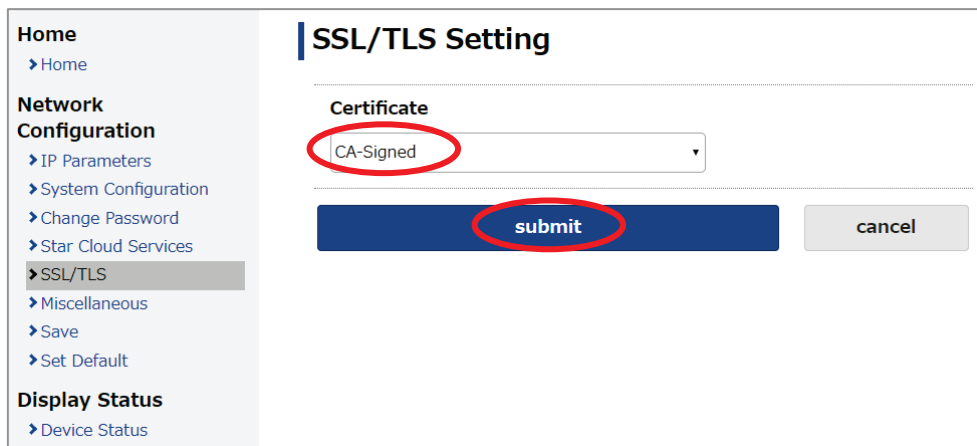 Home
Home
Network
Configuration
IP Parameters
System Configuration
Change Password
Star Cloud Services
SSL/TLS
Miscellaneous
Save
Set Default
Display Status
Device Status
SSL/TLS Setting
Certificate
CA-Signed
submit
cancel